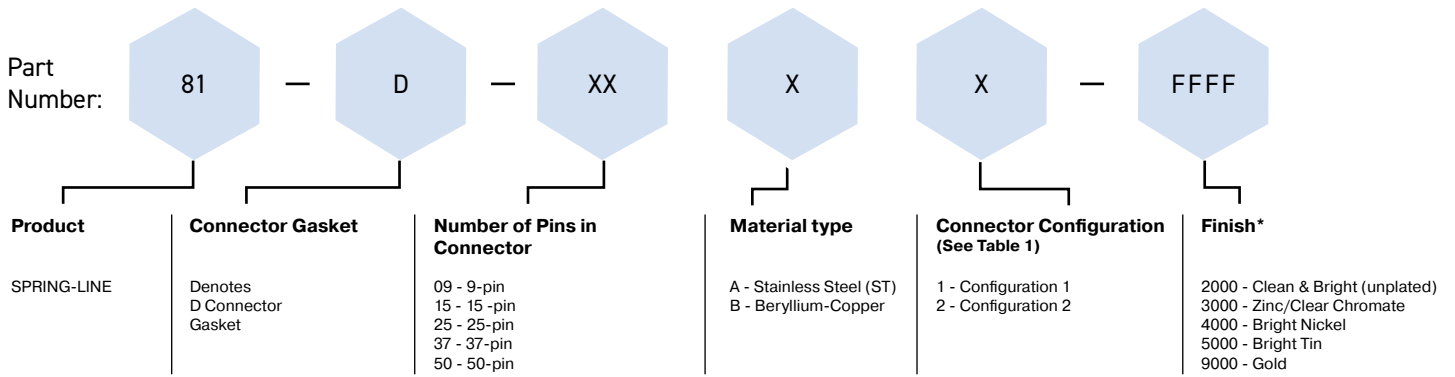 Part
Number:
81 — D — XX X X — FFFF
Product
SPRING-LINE
Connector Gasket
Denotes
D Connector
Gasket
Number of Pins in
Connector
09 - 9-pin
15 - 15 -pin
25 - 25-pin
37 - 37-pin
50 - 50-pin
Material type
A - Stainless Steel (ST)
B - Beryllium-Copper
Connector Configuration
(See Table 1)
1 - Configuration 1
2 - Configuration 2
Finish*
2000 - Clean & Bright (unplated)
3000 - Zinc/Clear Chromate
4000 - Bright Nickel
5000 - Bright Tin
9000 - Gold